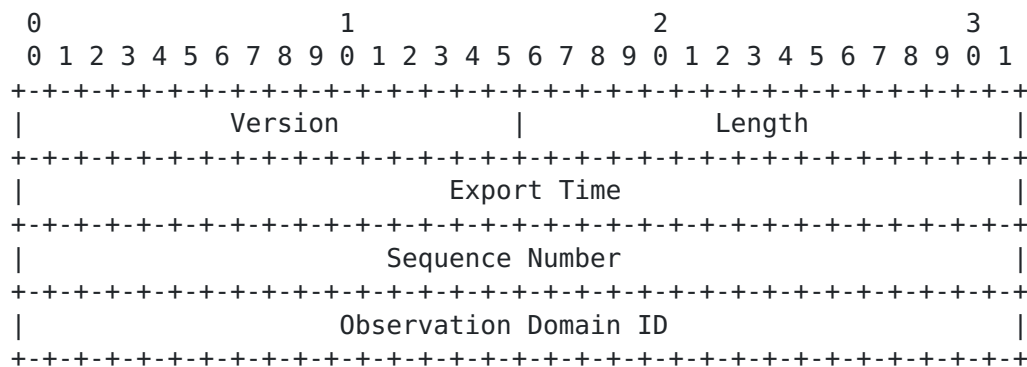 0                   1                   2                   3
 0 1 2 3 4 5 6 7 8 9 0 1 2 3 4 5 6 7 8 9 0 1 2 3 4 5 6 7 8 9 0 1
+-+-+-+-+-+-+-+-+-+-+-+-+-+-+-+-+-+-+-+-+-+-+-+-+-+-+-+-+-+-+-+-+
|             Version           |            Length             |
+-+-+-+-+-+-+-+-+-+-+-+-+-+-+-+-+-+-+-+-+-+-+-+-+-+-+-+-+-+-+-+-+
|                           Export Time                         |
+-+-+-+-+-+-+-+-+-+-+-+-+-+-+-+-+-+-+-+-+-+-+-+-+-+-+-+-+-+-+-+-+
|                       Sequence Number                         |
+-+-+-+-+-+-+-+-+-+-+-+-+-+-+-+-+-+-+-+-+-+-+-+-+-+-+-+-+-+-+-+-+
|                    Observation Domain ID                      |
+-+-+-+-+-+-+-+-+-+-+-+-+-+-+-+-+-+-+-+-+-+-+-+-+-+-+-+-+-+-+-+-+